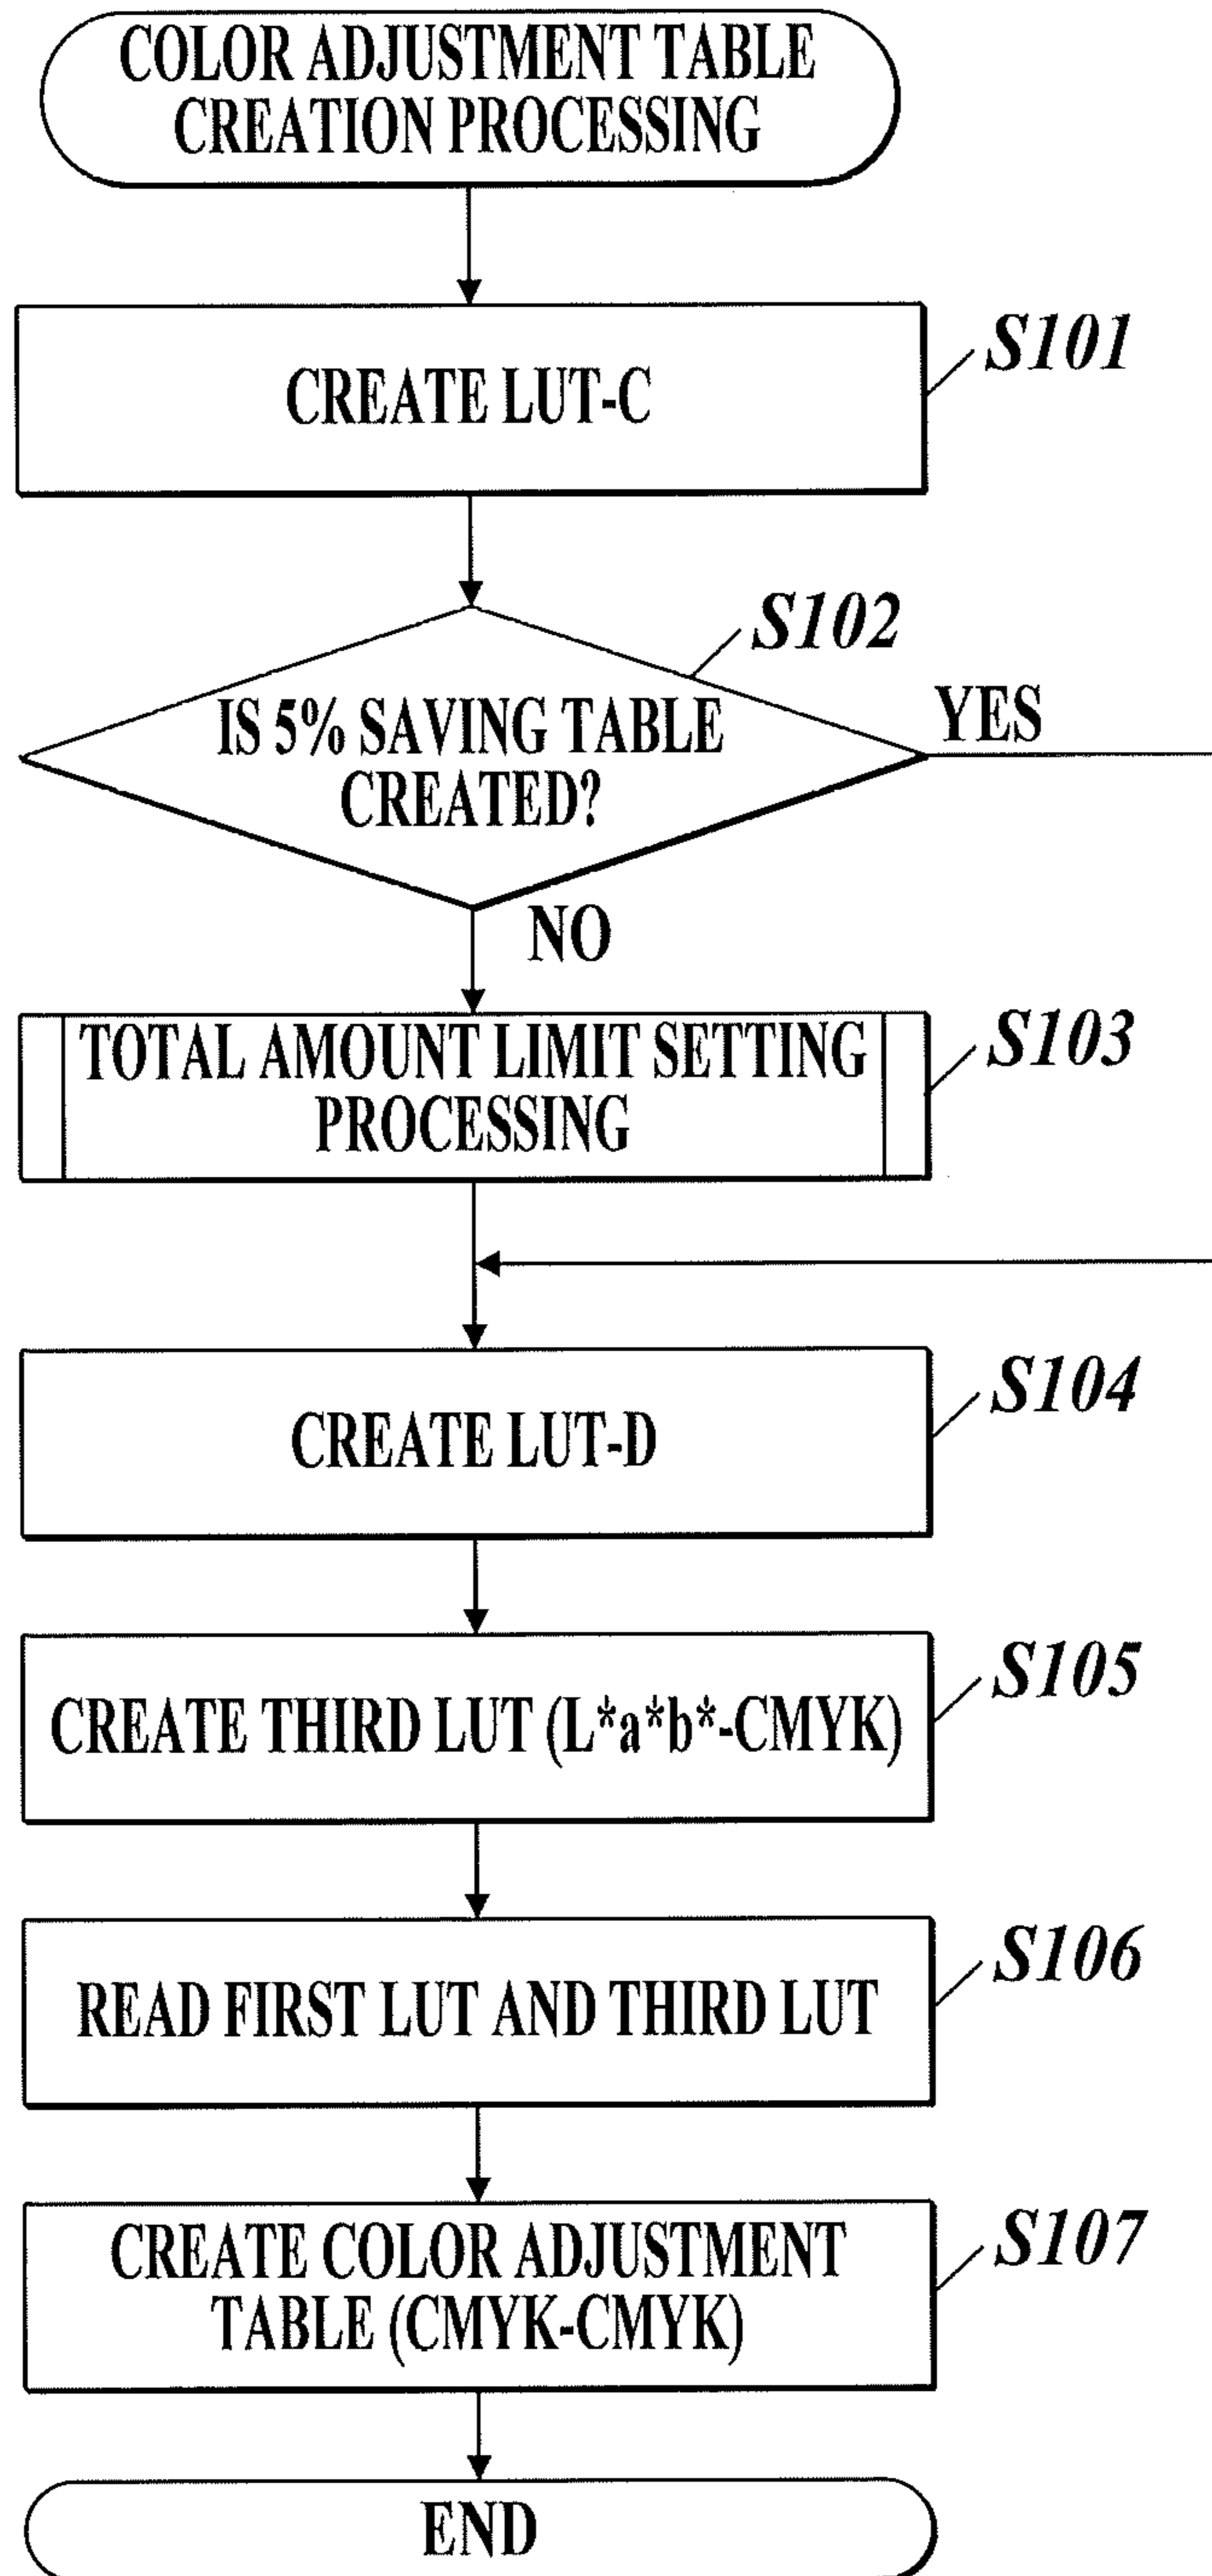 COLOR ADJUSTMENT TABLE
CREATION PROCESSING
CREATE LUT-C
S101
S102
IS 5% SAVING TABLE
CREATED?
YES
NO
TOTAL AMOUNT LIMIT SETTING
PROCESSING
S103
CREATE LUT-D
S104
CREATE THIRD LUT (L*a*b*-CMYK)
S105
READ FIRST LUT AND THIRD LUT
S106
CREATE COLOR ADJUSTMENT
TABLE (CMYK-CMYK)
S107
END